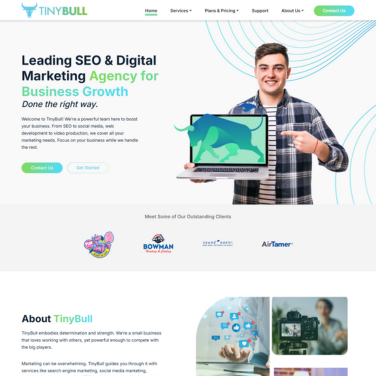 TINYBULL
Home Services Plans & Pricing Support About Us Contact Us
Leading SEO & Digital
Marketing Agency for
Business Growth
Done the right way.
Welcome to TinyBull! We're a powerful team here to boost
your business. From SEO to social media, web
development to video production, we cover all your
marketing needs. Focus on your business while we handle
the rest.
Contact Us Get Started
Meet Some of Our Outstanding Clients
BOWMAN
AirTamer
About TinyBull
TinyBull embodies determination and strength. We're a small business
that loves working with others, yet powerful enough to compete with
the big players.
Marketing can be overwhelming. TinyBull guides you through it with
services like search engine marketing, social media marketing,